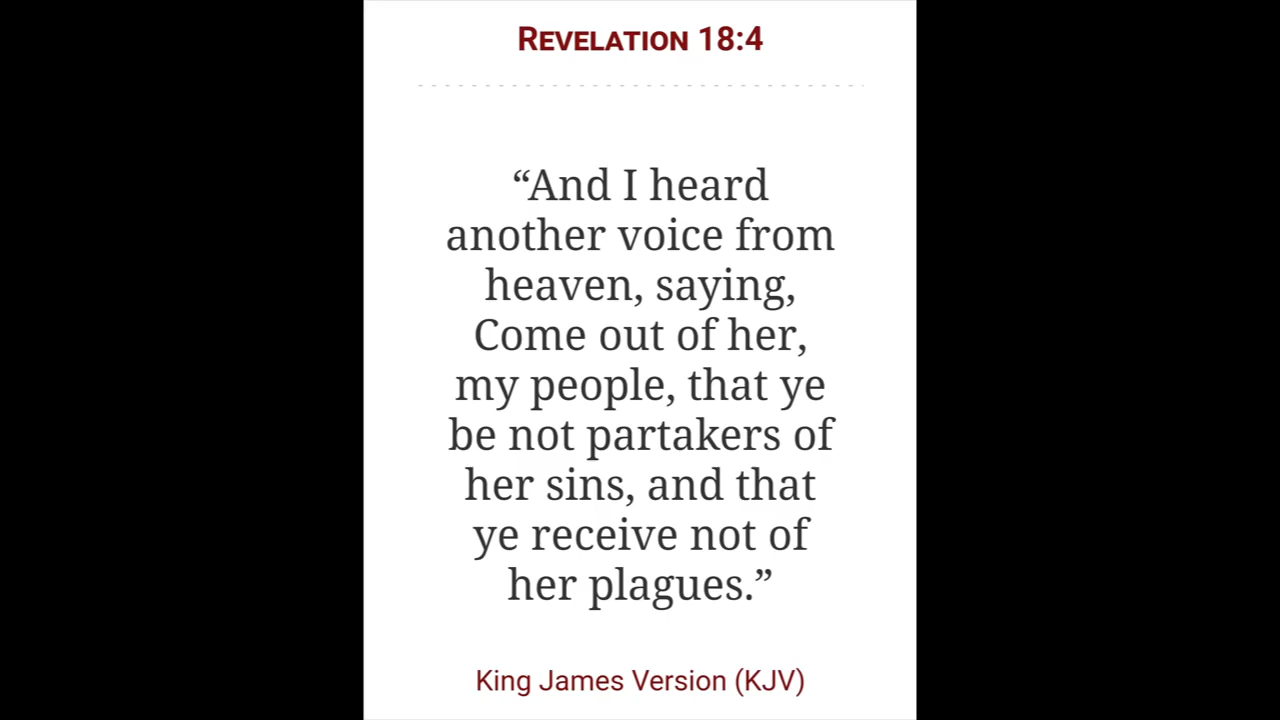 Revelation 18:4
“And I heard
another voice from
heaven, saying,
Come out of her,
my people, that ye
be not partakers of
her sins, and that
ye receive not of
her plagues.”
King James Version (KJV)